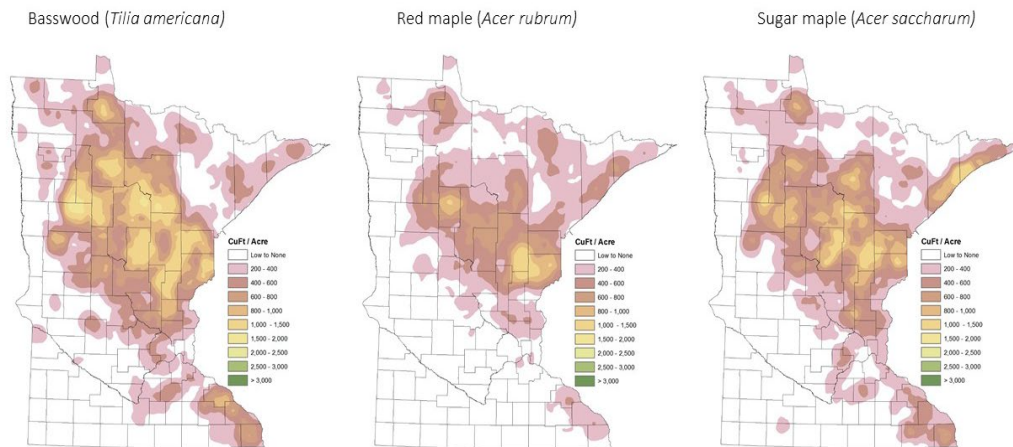 Basswood (Tilia americana)
Red maple (Acer rubrum)
Sugar maple (Acer saccharum)
CuFt / Acre
Low to None
200 - 400
400 - 600
600 - 800
800 - 1,000
1,000 - 1,500
1,500 - 2,000
2,000 - 2,500
2,500 - 3,000
> 3,000
CuFt / Acre
Low to None
200 - 400
400 - 600
600 - 800
800 - 1,000
1,000 - 1,500
1,500 - 2,000
2,000 - 2,500
2,500 - 3,000
> 3,000
CuFt / Acre
Low to None
200 - 400
400 - 600
600 - 800
800 - 1,000
1,000 - 1,500
1,500 - 2,000
2,000 - 2,500
2,500 - 3,000
> 3,000